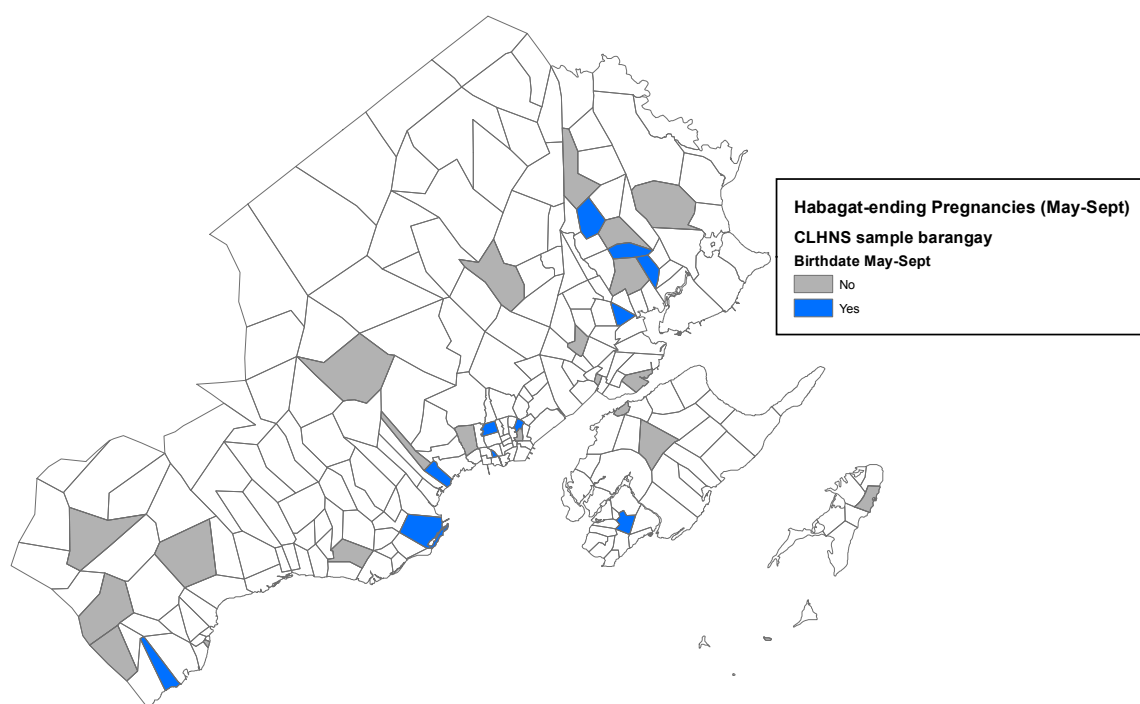 Habagat-ending Pregnancies (May-Sept)
CLHNS sample barangay
Birthdate May-Sept
No
Yes